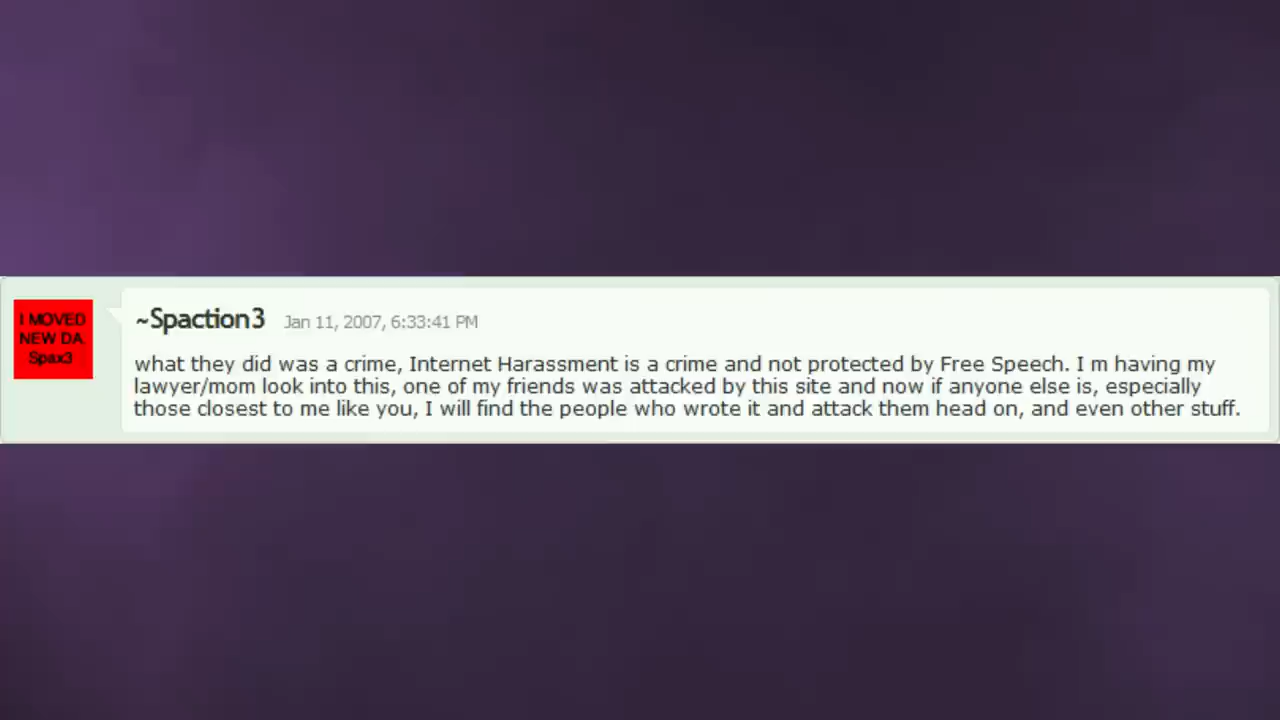 I MOVED
NEW DA
Spax3
~Spaction3 Jan 11, 2007, 6:33:41 PM
what they did was a crime, Internet Harassment is a crime and not protected by Free Speech. I m having my
lawyer/mom look into this, one of my friends was attacked by this site and now if anyone else is, especially
those closest to me like you, I will find the people who wrote it and attack them head on, and even other stuff.